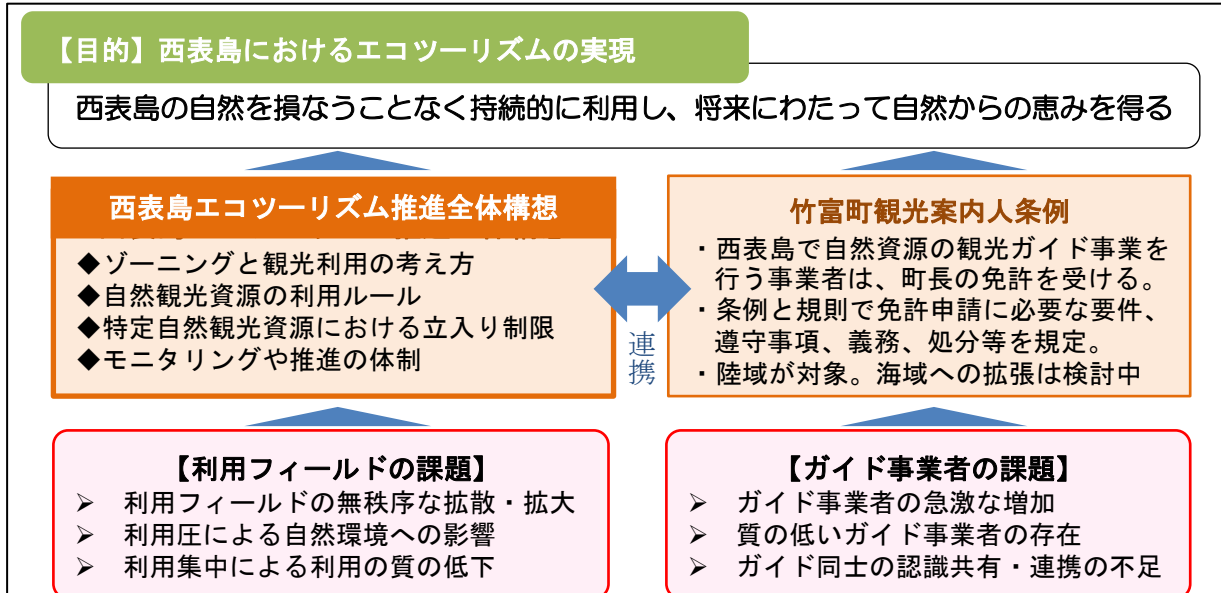 【目的】西表島におけるエコツーリズムの実現
西表島の自然を損なうことなく持続的に利用し、将来にわたって自然からの恵みを得る
西表島エコツーリズム推進全体構想
◆ゾーニングと観光利用の考え方
◆自然観光資源の利用ルール
◆特定自然観光資源における立入り制限
◆モニタリングや推進の体制
連携
竹富町観光案内人条例
・西表島で自然資源の観光ガイド事業を
行う事業者は、町長の免許を受ける。
・条例と規則で免許申請に必要な要件、
遵守事項、義務、処分等を規定。
・陸域が対象。海域への拡張は検討中
【利用フィールドの課題】
➢ 利用フィールドの無秩序な拡散・拡大
➢ 利用圧による自然環境への影響
➢ 利用集中による利用の質の低下
【ガイド事業者の課題】
➢ ガイド事業者の急激な増加
➢ 質の低いガイド事業者の存在
➢ ガイド同士の認識共有・連携の不足